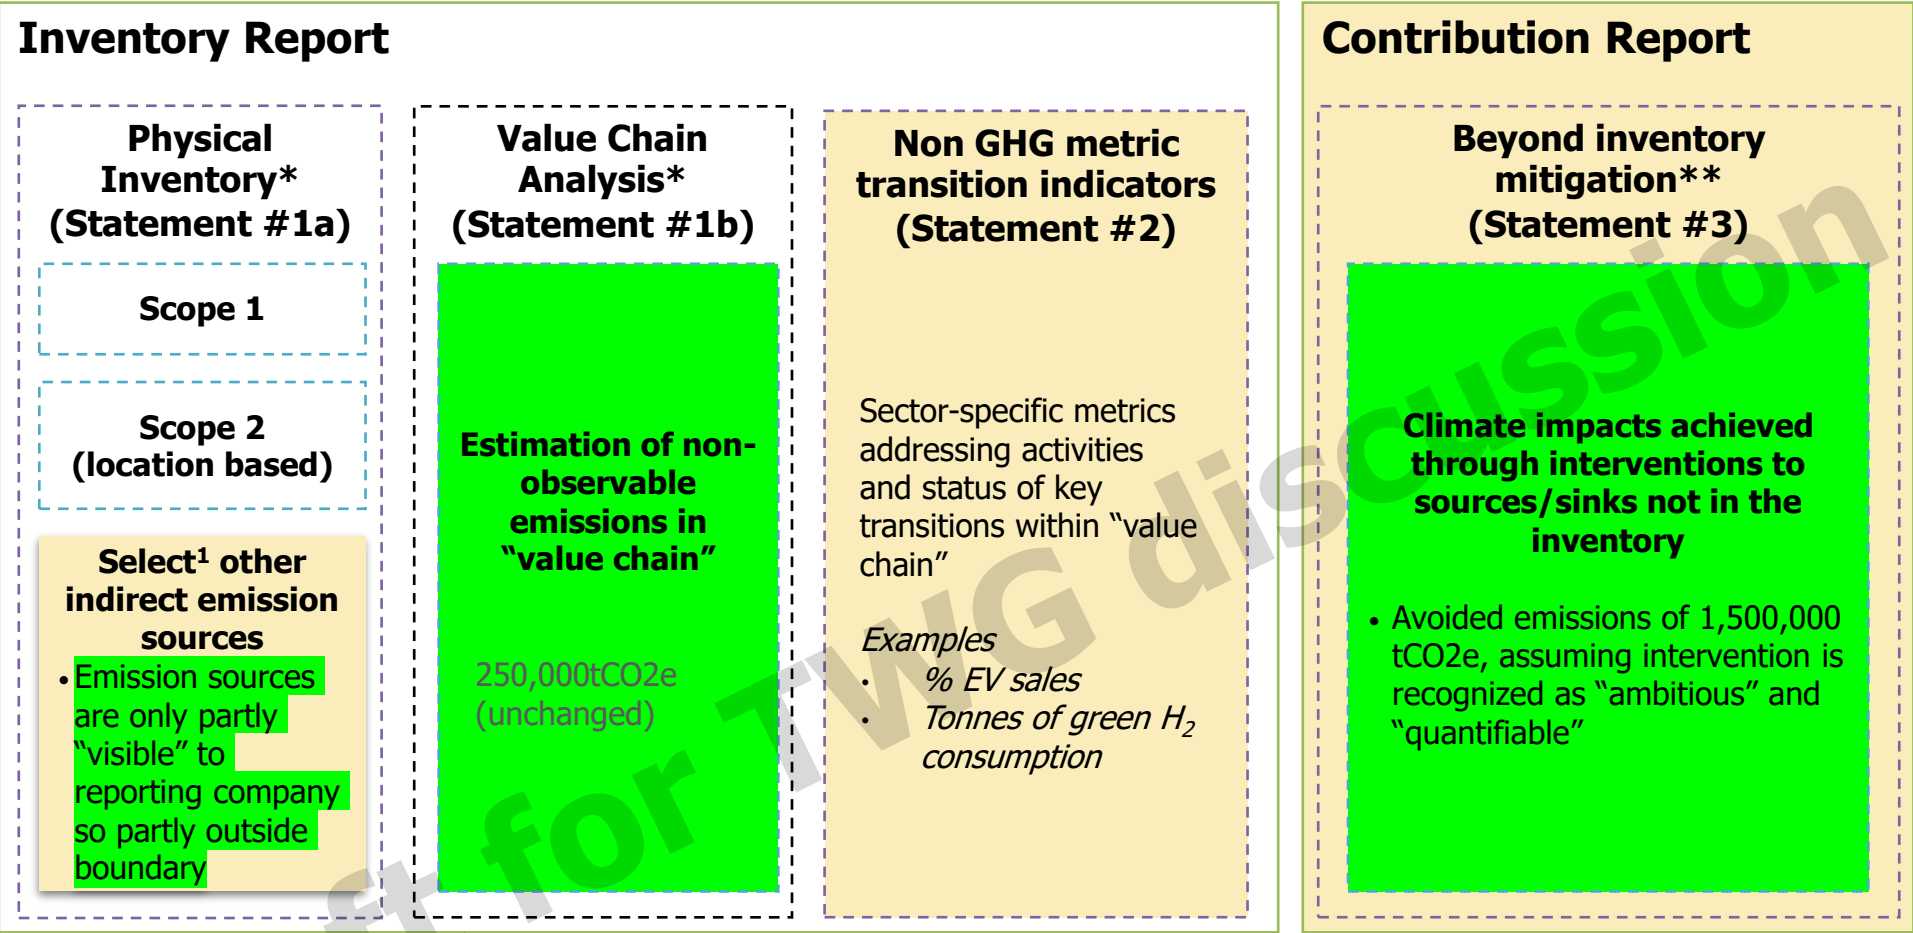 Inventory Report
Physical
Inventory*
(Statement #1a)
Scope 1
Scope 2
(location based)
Select¹ other
indirect emission
sources
• Emission sources
are only partly
“visible” to
reporting company
so partly outside
boundary
Value Chain
Analysis*
(Statement #1b)
Estimation of non-
observable
emissions in
“value chain”
250,000tCO2e
(unchanged)
Non GHG metric
transition indicators
(Statement #2)
Sector-specific metrics
addressing activities
and status of key
transitions within “value
chain”
Examples
• % EV sales
• Tonnes of green H₂
consumption
Contribution Report
Beyond inventory
mitigation**
(Statement #3)
Climate impacts achieved
through interventions to
sources/sinks not in the
inventory
• Avoided emissions of 1,500,000
tCO2e, assuming intervention is
recognized as “ambitious” and
“quantifiable”
ft for TWG discussion